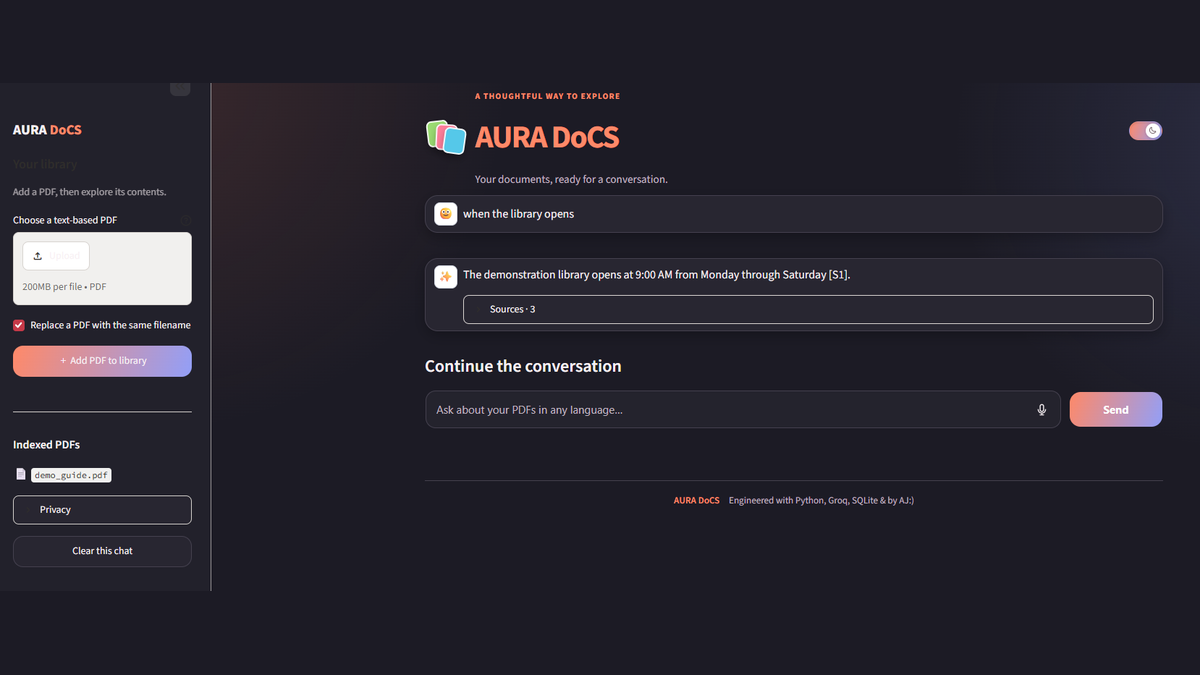 AURA DoCS
Your library
Add a PDF, then explore its contents.
Choose a text-based PDF
Upload
200MB per file • PDF
Replace a PDF with the same filename
+ Add PDF to library
Indexed PDFs
demo_guide.pdf
Privacy
Clear this chat
A THOUGHTFUL WAY TO EXPLORE
AURA DoCS
Your documents, ready for a conversation.
when the library opens
The demonstration library opens at 9:00 AM from Monday through Saturday [S1].
Sources · 3
Continue the conversation
Ask about your PDFs in any language...
Send
AURA DoCS Engineered with Python, Groq, SQLite & by AJ:)